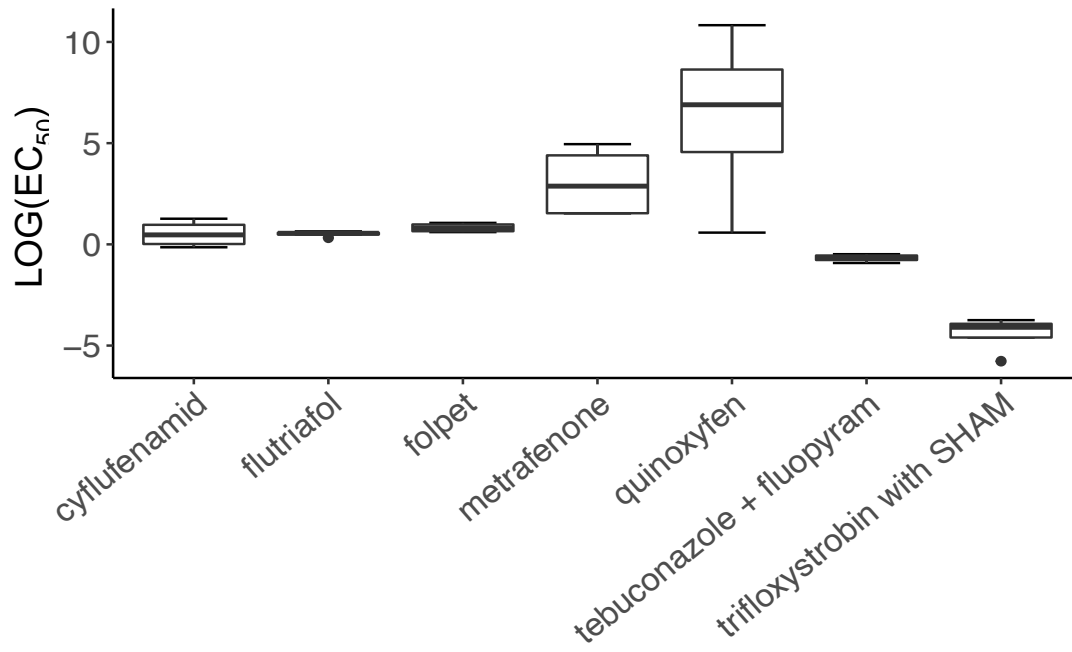 LOG(EC₅₀)
10
5
0
−5
cyflufenamid
flutriafol
folpet
metrafenone
quinoxyfen
tebuconazole + fluopyram
trifloxystrobin with SHAM